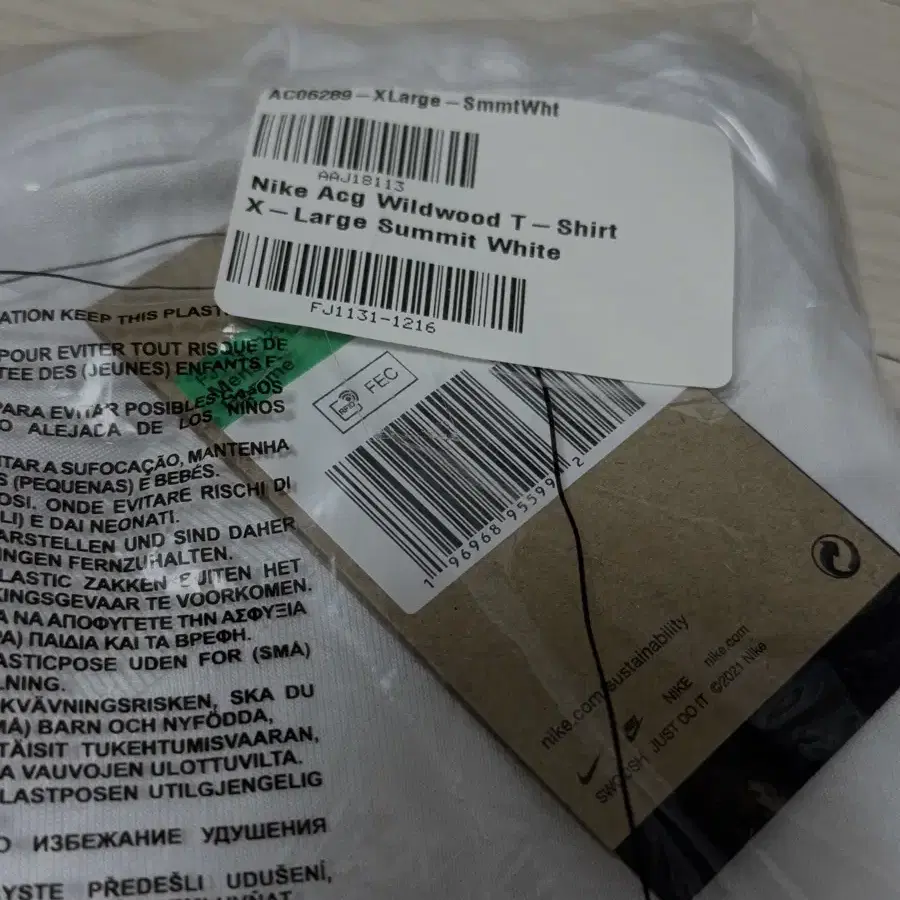 AC06289-XLarge-SmmtWht
AAJ18113
Nike Acg Wildwood T-Shirt
X-Large Summit White
FJ1131-1216
ATION KEEP THIS PLAST
POUR EVITER TOUT RISQUE DE
TEE DES (JEUNES) ENFANTS
PARA EVITAR POSIBLES
O ALEJADA DE LOS NIÑOS
ITAR A SUFOCAÇÃO, MANTENHA
S (PEQUENAS) E BEBÉS.
OSI. ONDE EVITARE RISCHI DI
LI) E DAI NEONATI.
ARSTELLEN UND SIND DAHER
INGEN FERNZUHALTEN.
LASTIC ZAKKEN BUITEN HET
KINGSGEVAAR TE VOORKOMEN.
Α ΝΑ ΑΠΟΦΥΓΕΤΕ ΤΗΝ ΑΣΦΥΞΙΑ
ΡΑ) ΠΑΙΔΙΑ ΚΑΙ ΤΑ ΒΡΕΦΗ.
ASTICPOSE UDEN FOR (SMÅ)
LNING.
KVÄVNINGSRISKEN, SKA DU
MÅ) BARN OCH NYFÖDDA,
TÄISIT TUKEHTUMISVAARAN,
A VAUVOJEN ULOTTUVILTA.
LASTPOSEN UTILGJENGELIG
О ИЗБЕЖАНИЕ УДУШЕНИЯ
YSTE PŘEDEŠLI UDUŠENÍ,
RFID FEC
1 96968 95599 2
nike.com/sustainability
NIKE nike.com
SWOOSH JUST DO IT ©2021 Nike